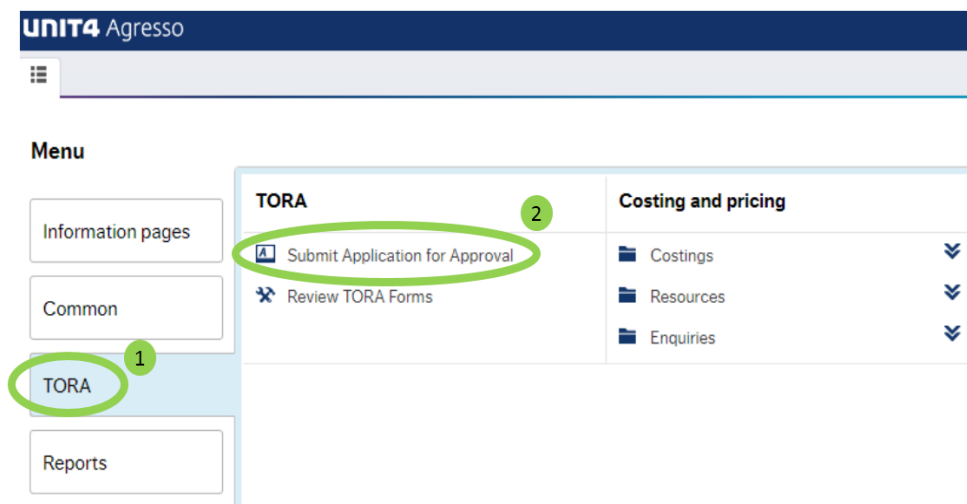 UNIT4 Agresso
Menu
Information pages
Common
1
TORA
Reports
TORA
2
Submit Application for Approval
Review TORA Forms
Costing and pricing
Costings
Resources
Enquiries